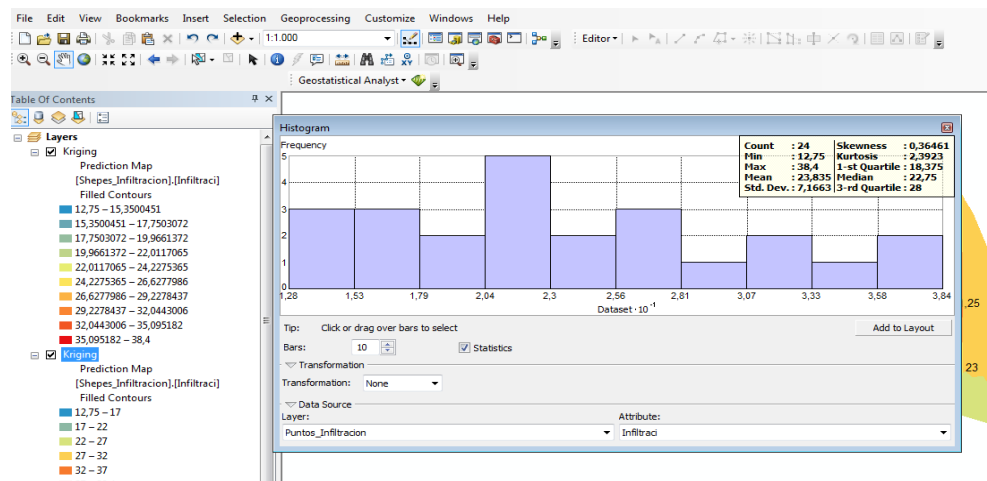 File Edit View Bookmarks Insert Selection Geoprocessing Customize Windows Help
1:1.000
Editor
Geostatistical Analyst
Table Of Contents
Layers
Kriging
Prediction Map
[Shepes_Infiltracion].[Infiltraci]
Filled Contours
12,75 – 15,3500451
15,3500451 – 17,7503072
17,7503072 – 19,9661372
19,9661372 – 22,0117065
22,0117065 – 24,2275365
24,2275365 – 26,6277986
26,6277986 – 29,2278437
29,2278437 – 32,0443006
32,0443006 – 35,095182
35,095182 – 38,4
Kriging
Prediction Map
[Shepes_Infiltracion].[Infiltraci]
Filled Contours
12,75 – 17
17 – 22
22 – 27
27 – 32
32 – 37
Histogram
Frequency
Count : 24 Skewness : 0,36461
Min : 12,75 Kurtosis : 2,3923
Max : 38,4 1-st Quartile : 18,375
Mean : 23,835 Median : 22,75
Std. Dev. : 7,1663 3-rd Quartile : 28
5
4
3
2
1
0
1,28 1,53 1,79 2,04 2,3 2,56 2,81 3,07 3,33 3,58 3,84
Dataset · 10⁻¹
Tip: Click or drag over bars to select
Add to Layout
Bars: 10 Statistics
Transformation
Transformation: None
Data Source
Layer: Attribute:
Puntos_Infiltracion Infiltraci
,25
23